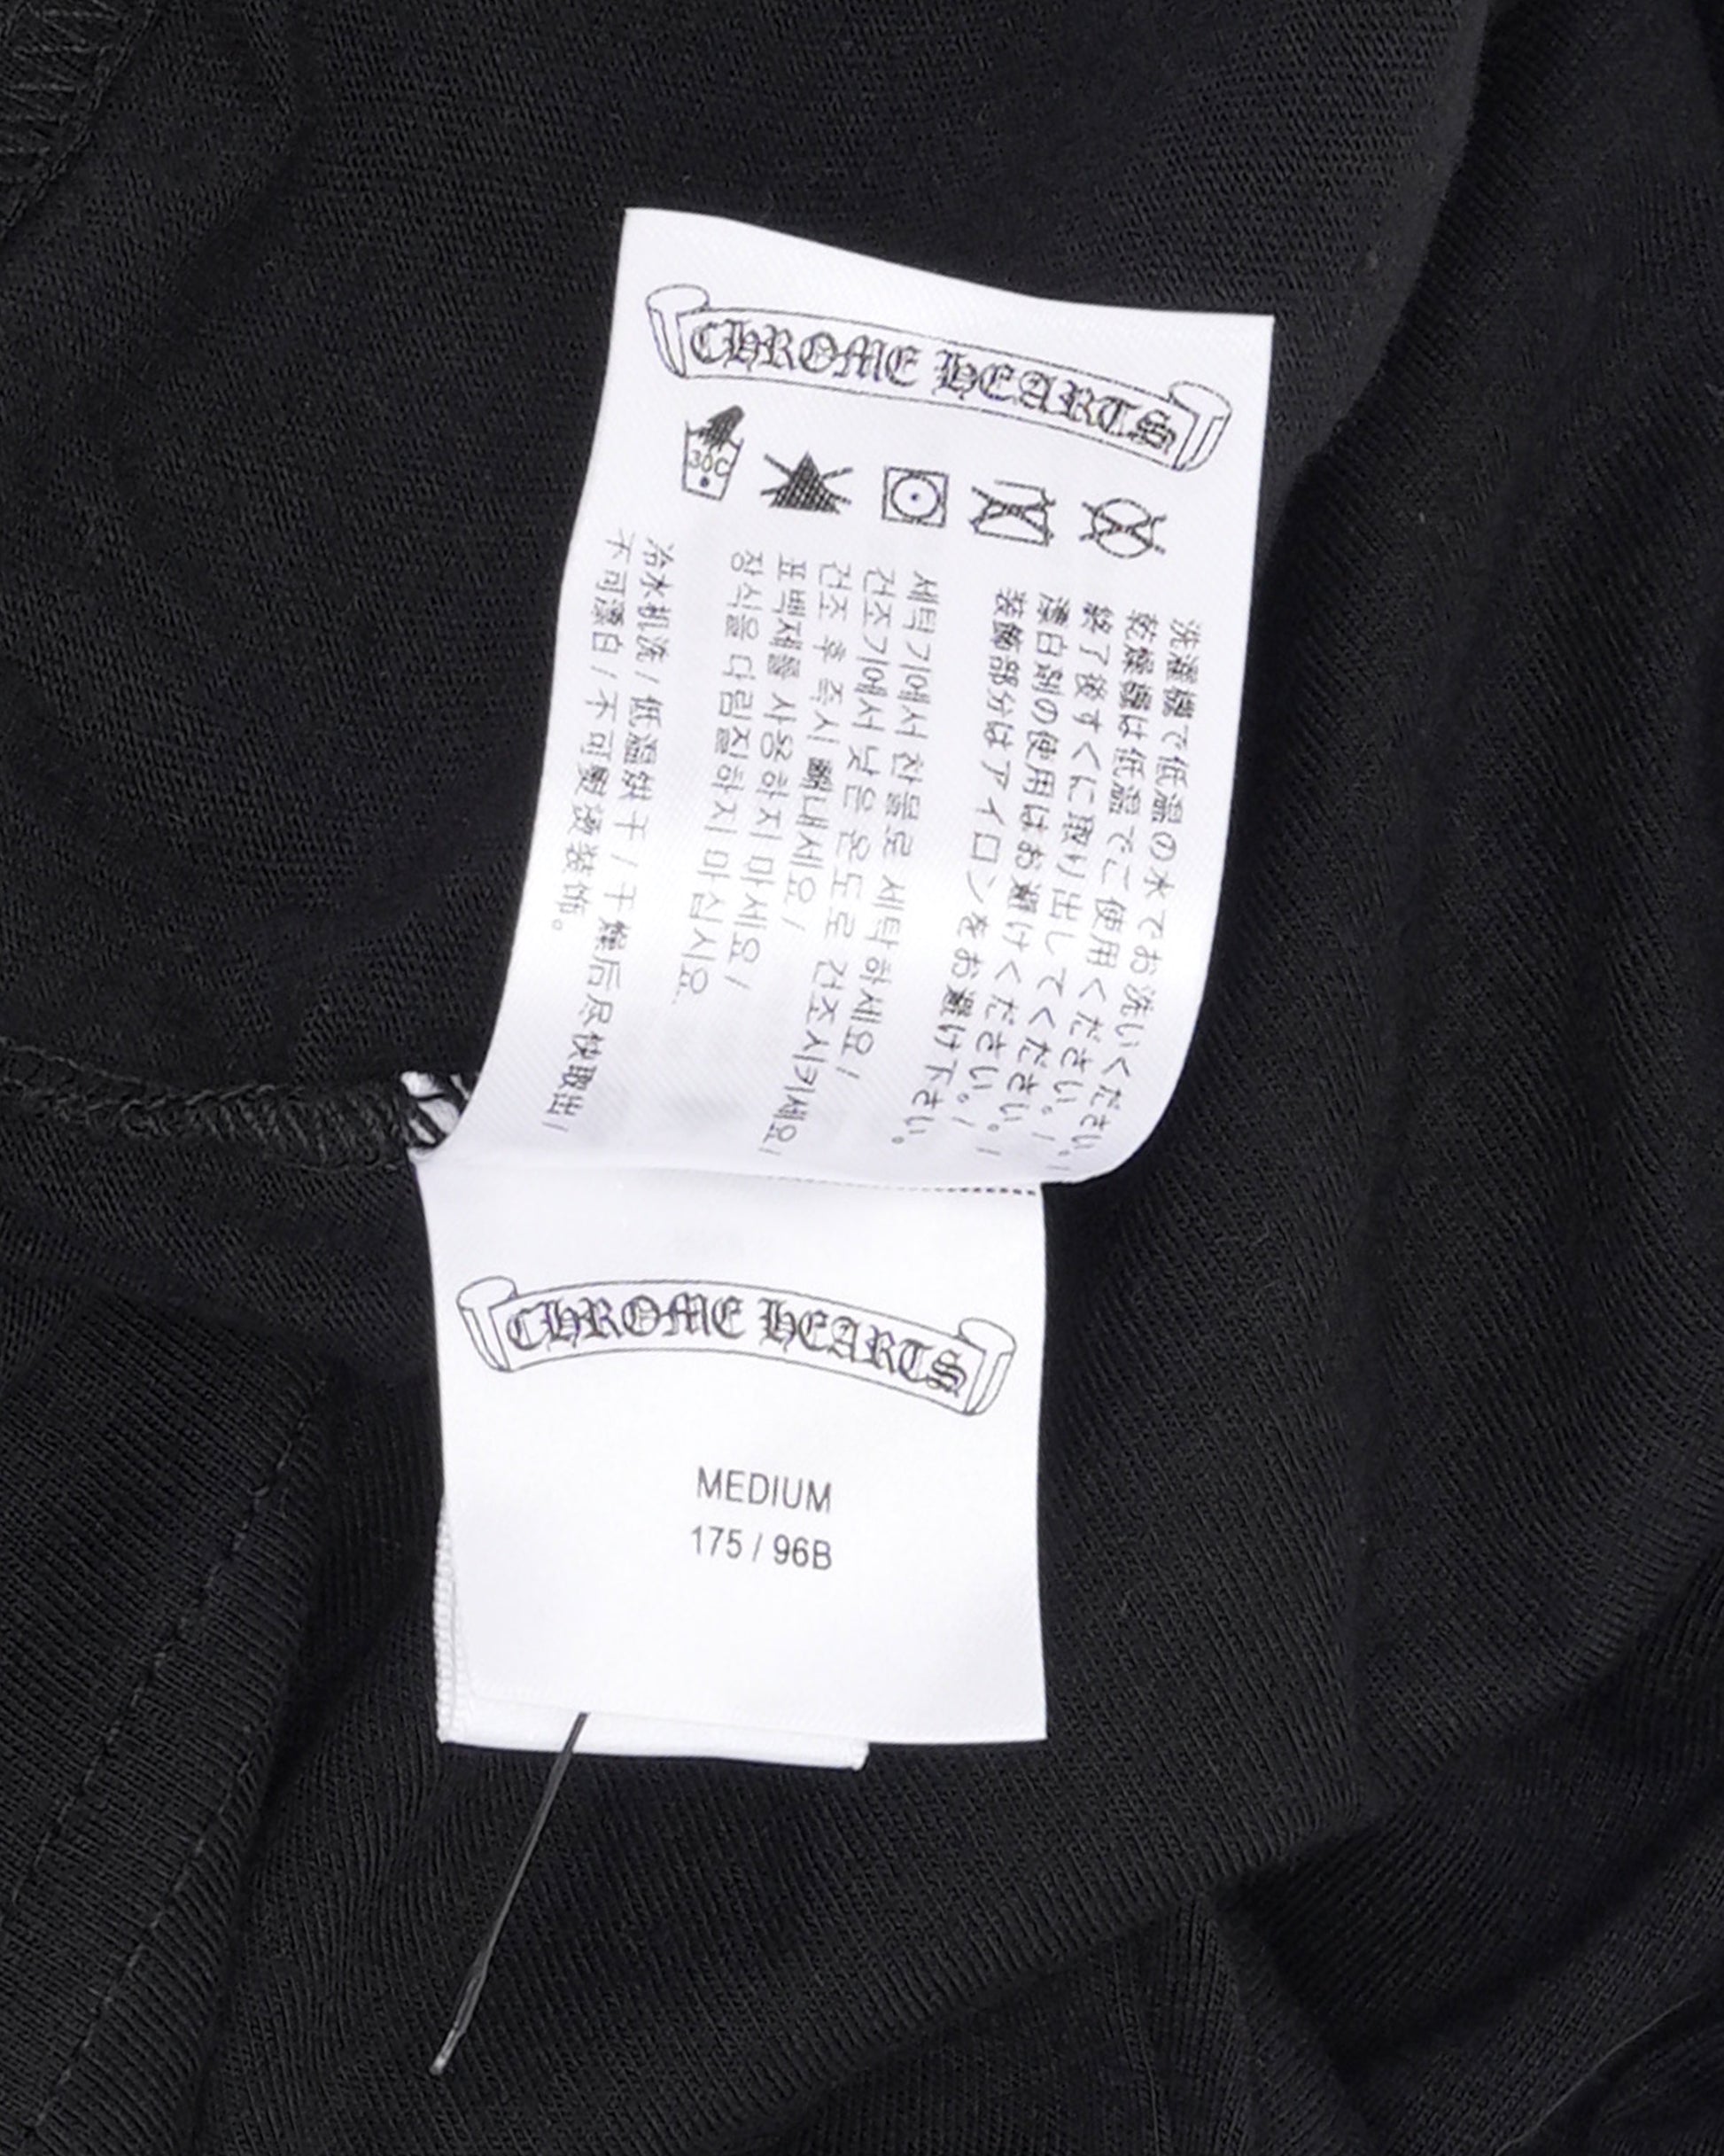 CHROME HEARTS
30C
洗濯機で低温の水でお洗いください。/
乾燥機は低温でご使用ください。/
終了後すぐに取り出してください。/
漂白剤の使用はお避けください。/
装飾部分はアイロンをお避け下さい。
세탁기에서 찬물로 세탁하세요 /
건조기에서 낮은 온도로 건조시키세요 /
건조 후 즉시 빼내세요 /
표백제를 사용하지 마세요 /
장식을 다림질하지 마십시요.
冷水机洗 / 低温烘干 / 干燥后尽快取出 /
不可漂白 / 不可熨烫装饰。
CHROME HEARTS
MEDIUM
175 / 96B